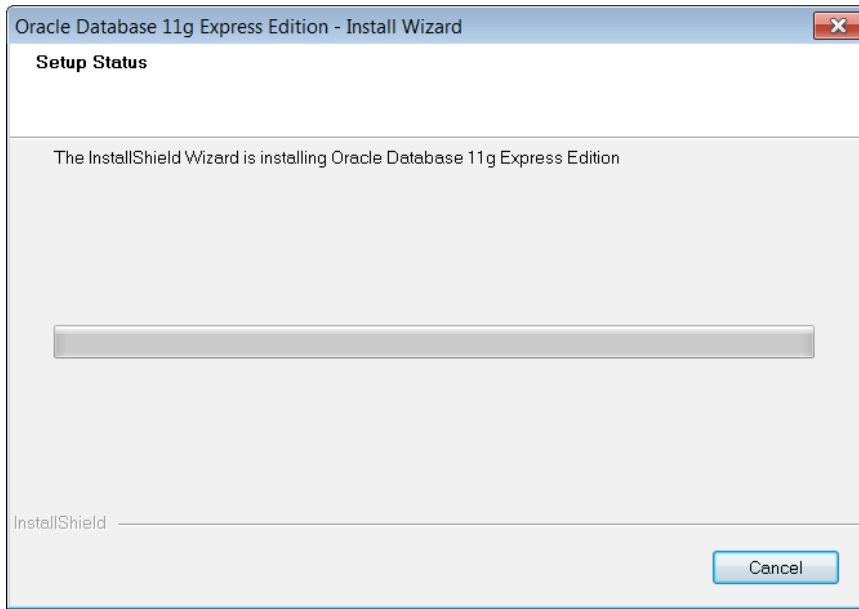 Oracle Database 11g Express Edition - Install Wizard
Setup Status
The InstallShield Wizard is installing Oracle Database 11g Express Edition
InstallShield
Cancel